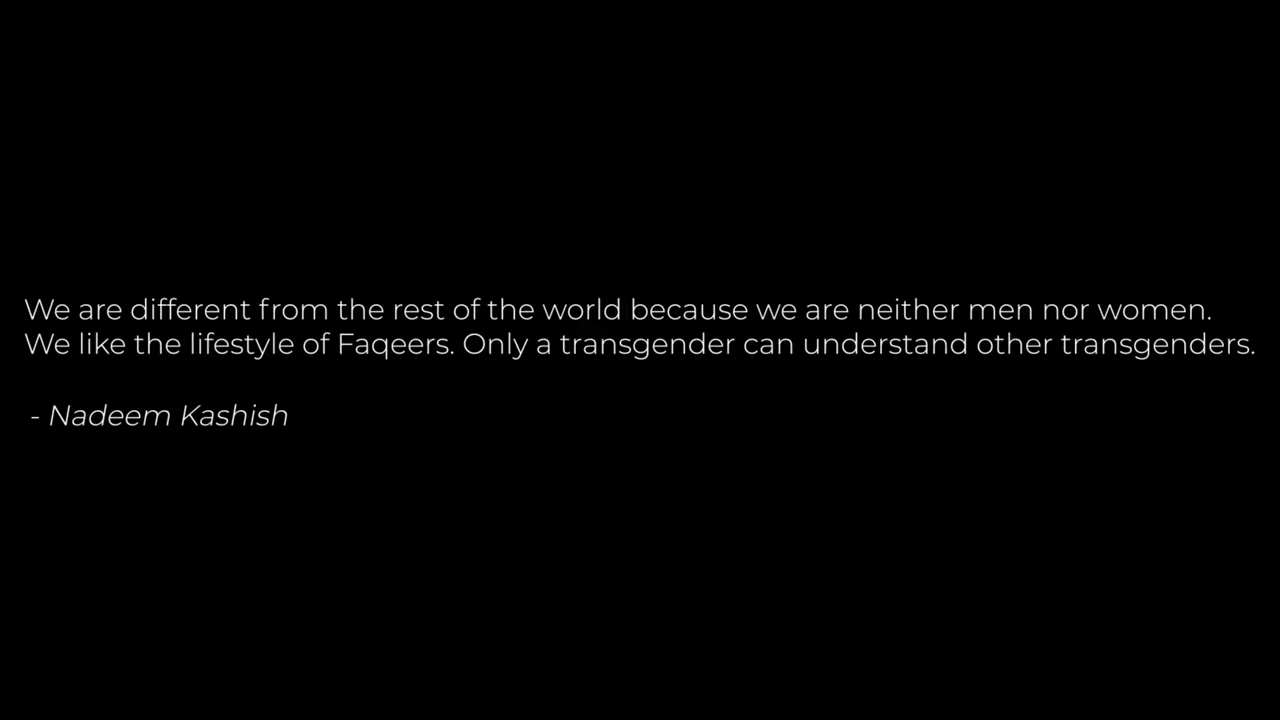 We are different from the rest of the world because we are neither men nor women.
We like the lifestyle of Faqeers. Only a transgender can understand other transgenders.
- Nadeem Kashish